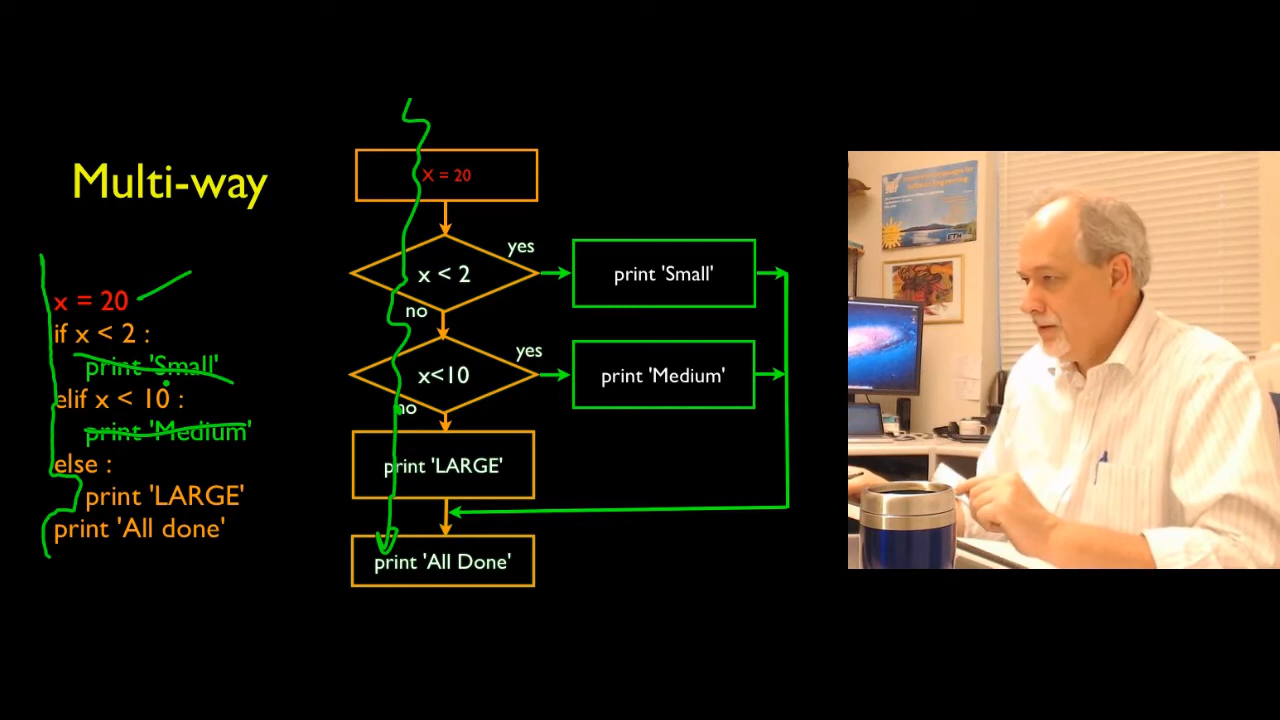 Multi-way
x = 20
if x < 2 :
print 'Small'
elif x < 10 :
print 'Medium'
else :
print 'LARGE'
print 'All done'
X = 20
x < 2
yes
print 'Small'
no
x<10
yes
print 'Medium'
no
print 'LARGE'
print 'All Done'
ETH